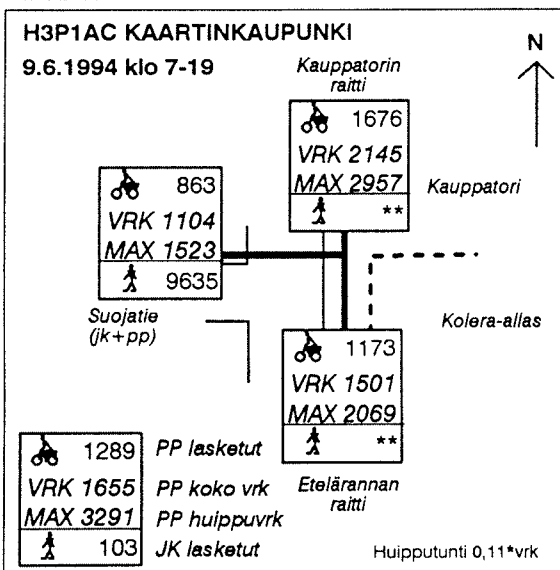 H3P1AC KAARTINKAUPUNKI
9.6.1994 klo 7-19
N
Kauppatorin
raitti
1676
VRK 2145
MAX 2957
**
Kauppatori
863
VRK 1104
MAX 1523
9635
Suojatie
(jk+pp)
Kolera-allas
1173
VRK 1501
MAX 2069
**
Etelärannan
raitti
1289 PP lasketut
VRK 1655 PP koko vrk
MAX 3291 PP huippuvrk
103 JK lasketut
Huipputunti 0,11*vrk